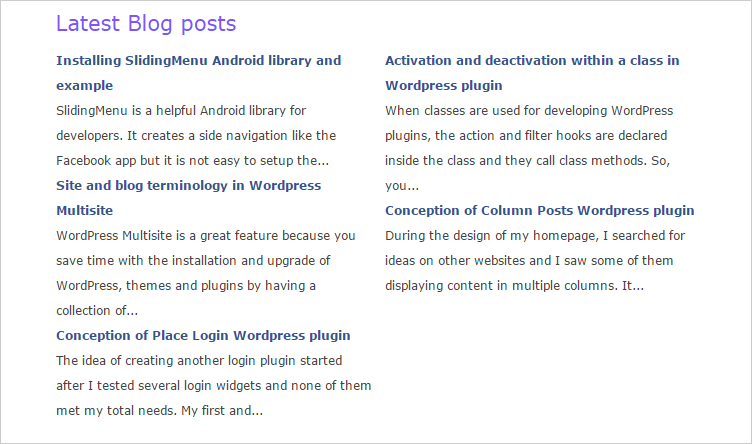 Latest Blog posts
Installing SlidingMenu Android library and
example
SlidingMenu is a helpful Android library for
developers. It creates a side navigation like the
Facebook app but it is not easy to setup the...
Site and blog terminology in Wordpress
Multisite
WordPress Multisite is a great feature because you
save time with the installation and upgrade of
WordPress, themes and plugins by having a
collection of...
Conception of Place Login Wordpress plugin
The idea of creating another login plugin started
after I tested several login widgets and none of them
met my total needs. My first and...
Activation and deactivation within a class in
Wordpress plugin
When classes are used for developing WordPress
plugins, the action and filter hooks are declared
inside the class and they call class methods. So,
you...
Conception of Column Posts Wordpress plugin
During the design of my homepage, I searched for
ideas on other websites and I saw some of them
displaying content in multiple columns. It...